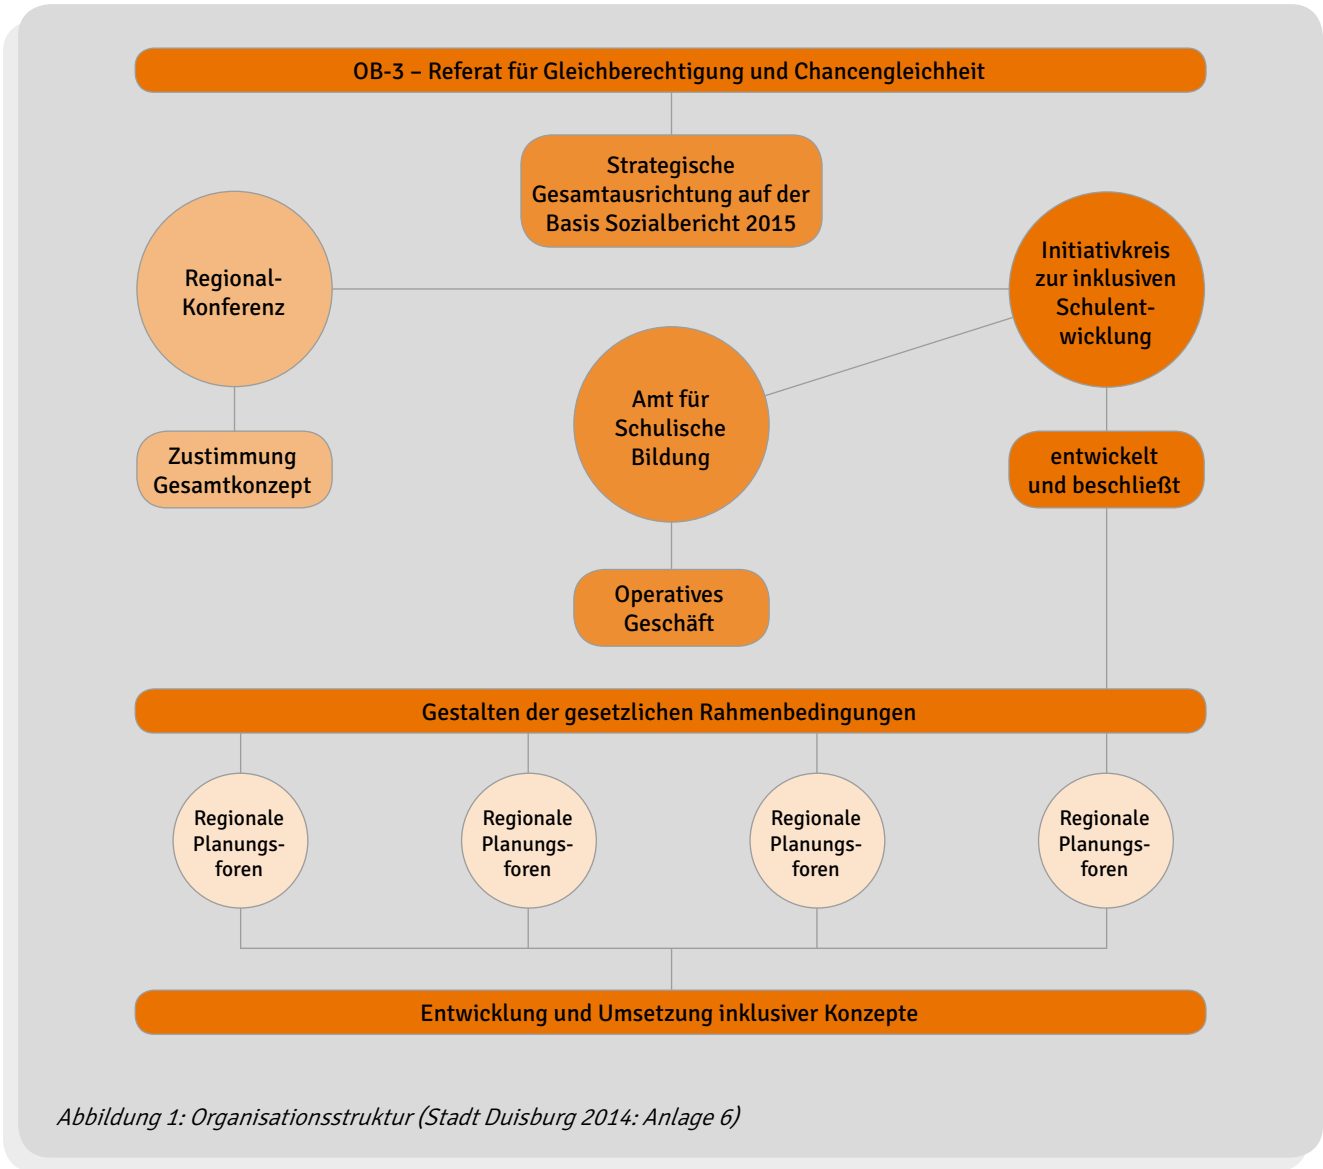 OB-3 – Referat für Gleichberechtigung und Chancengleichheit
Strategische
Gesamtausrichtung auf der
Basis Sozialbericht 2015
Regional-
Konferenz
Initiativkreis
zur inklusiven
Schulent-
wicklung
Amt für
Schulische
Bildung
Zustimmung
Gesamtkonzept
entwickelt
und beschließt
Operatives
Geschäft
Gestalten der gesetzlichen Rahmenbedingungen
Regionale
Planungs-
foren
Regionale
Planungs-
foren
Regionale
Planungs-
foren
Regionale
Planungs-
foren
Entwicklung und Umsetzung inklusiver Konzepte
Abbildung 1: Organisationsstruktur (Stadt Duisburg 2014: Anlage 6)